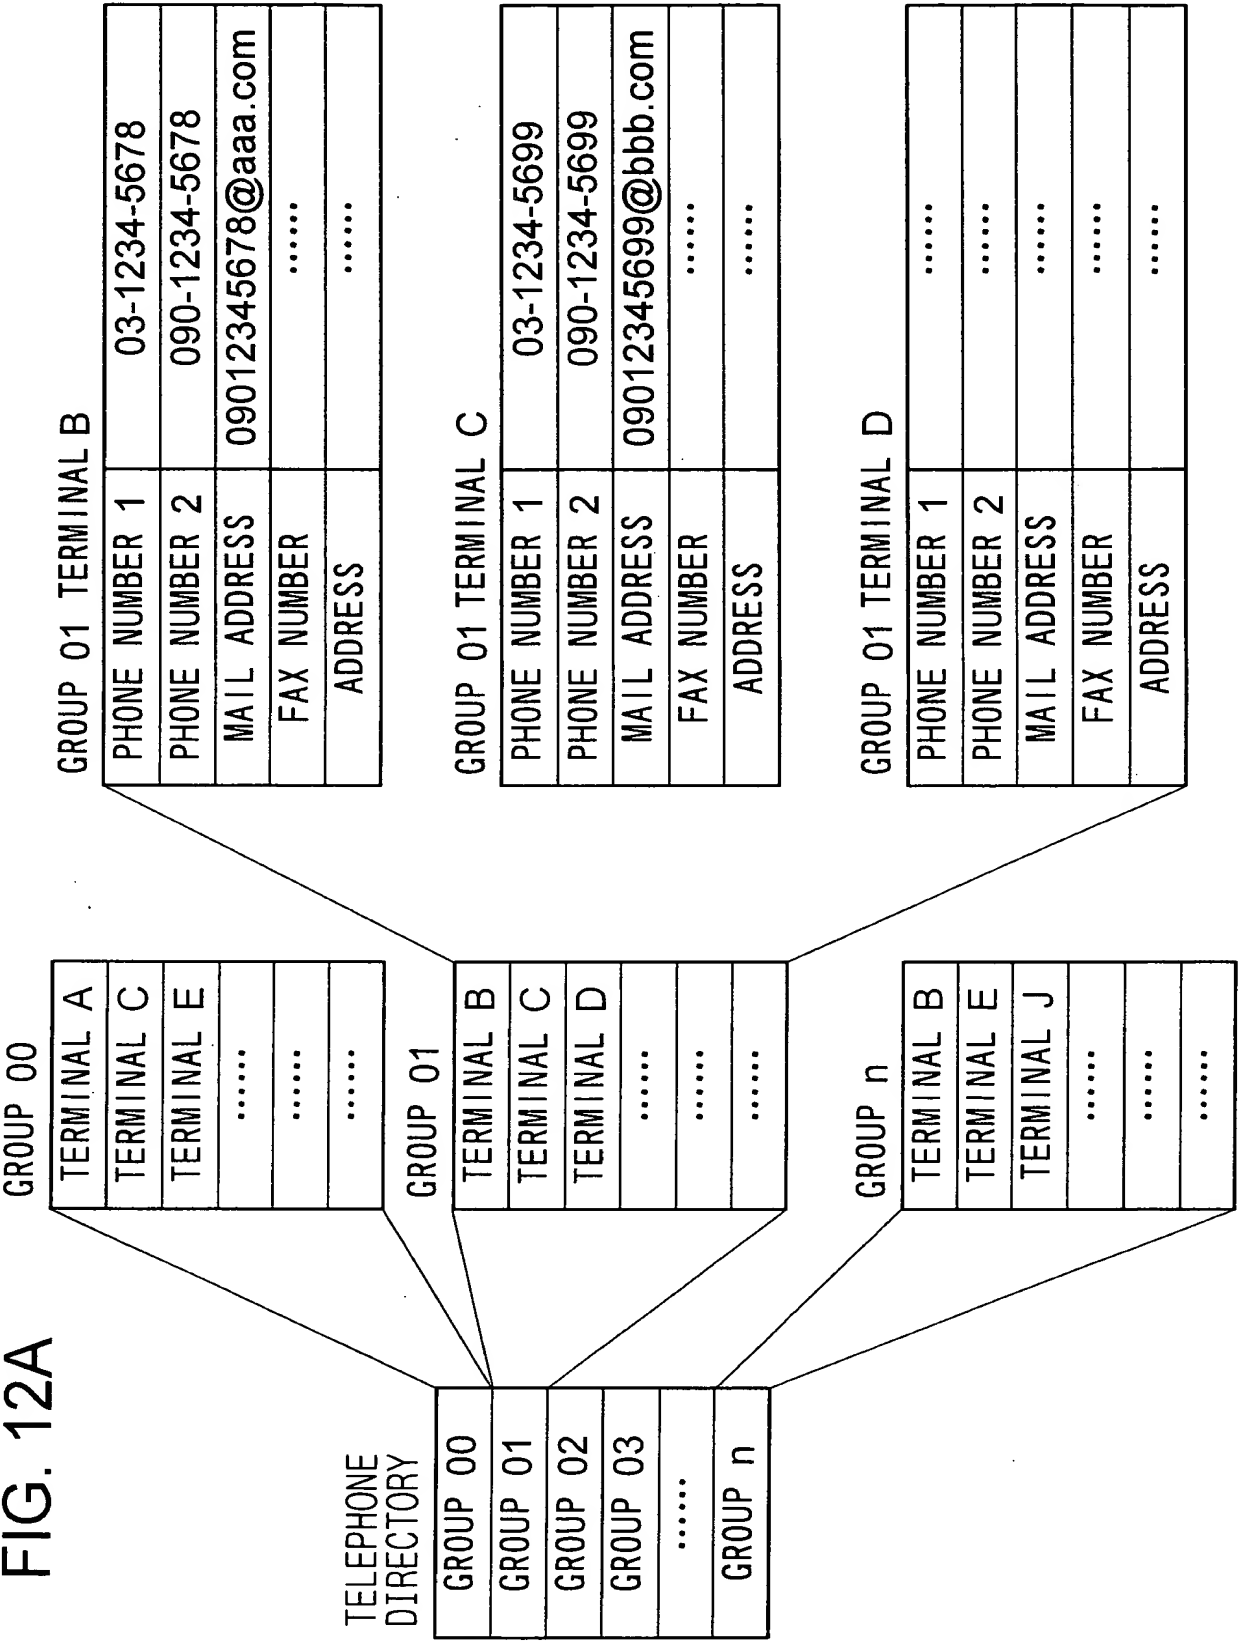 FIG. 12A
TELEPHONE
DIRECTORY
GROUP 00
GROUP 01
GROUP 02
GROUP 03
......
GROUP n
GROUP 00
TERMINAL A
TERMINAL C
TERMINAL E
......
......
......
GROUP 01
TERMINAL B
TERMINAL C
TERMINAL D
......
......
......
GROUP n
TERMINAL B
TERMINAL E
TERMINAL J
......
......
......
GROUP 01 TERMINAL B
PHONE NUMBER 1 03-1234-5678
PHONE NUMBER 2 090-1234-5678
MAIL ADDRESS 09012345678@aaa.com
FAX NUMBER ......
ADDRESS ......
GROUP 01 TERMINAL C
PHONE NUMBER 1 03-1234-5699
PHONE NUMBER 2 090-1234-5699
MAIL ADDRESS 09012345699@bbb.com
FAX NUMBER ......
ADDRESS ......
GROUP 01 TERMINAL D
PHONE NUMBER 1 ......
PHONE NUMBER 2 ......
MAIL ADDRESS ......
FAX NUMBER ......
ADDRESS ......